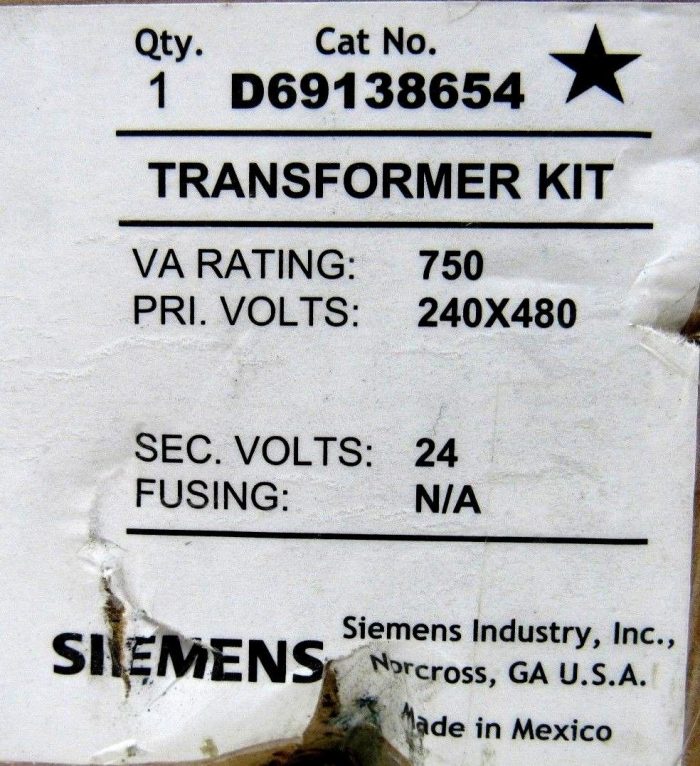 Qty. Cat No.
1 D69138654
TRANSFORMER KIT
VA RATING: 750
PRI. VOLTS: 240X480
SEC. VOLTS: 24
FUSING: N/A
SIEMENS
Siemens Industry, Inc.,
Norcross, GA U.S.A.
Made in Mexico